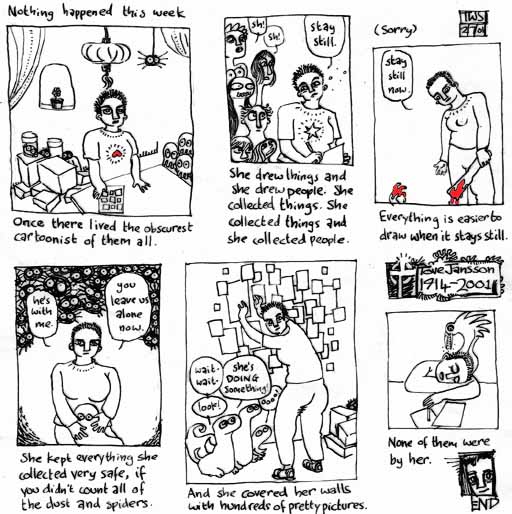 Nothing happened this week
Once there lived the obscurest
cartoonist of them all.
sh!
sh!
stay
still.
She drew things and
she drew people. She
collected things. She
collected things and
she collected people.
(Sorry)
TWS
27 01
stay
still
now.
Everything is easier to
draw when it stays still.
Tove Jansson
1914-2001
he's
with
me.
you
leave us
alone
now.
She kept everything she
collected very safe, if
you didn't count all of
the dust and spiders.
wait-
wait-
look!
she's
DOING
something!
And she covered her walls
with hundreds of pretty pictures.
None of them were
by her.
END